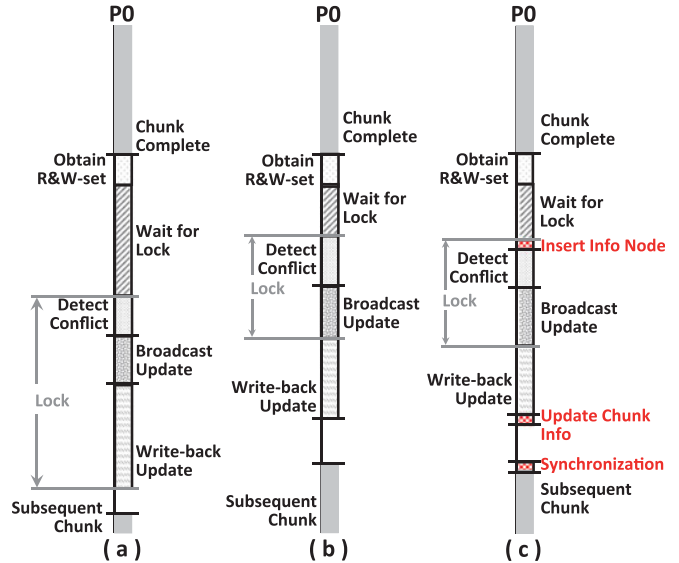 P0
Chunk
Complete
Obtain
R&W-set
Wait for
Lock
Detect
Conflict
Broadcast
Update
Lock
Write-back
Update
Subsequent
Chunk
( a )
P0
Chunk
Complete
Obtain
R&W-set
Wait for
Lock
Detect
Conflict
Lock
Broadcast
Update
Write-back
Update
Subsequent
Chunk
( b )
P0
Chunk
Complete
Obtain
R&W-set
Wait for
Lock
Insert Info Node
Detect
Conflict
Lock
Broadcast
Update
Write-back
Update
Update Chunk
Info
Synchronization
Subsequent
Chunk
( c )